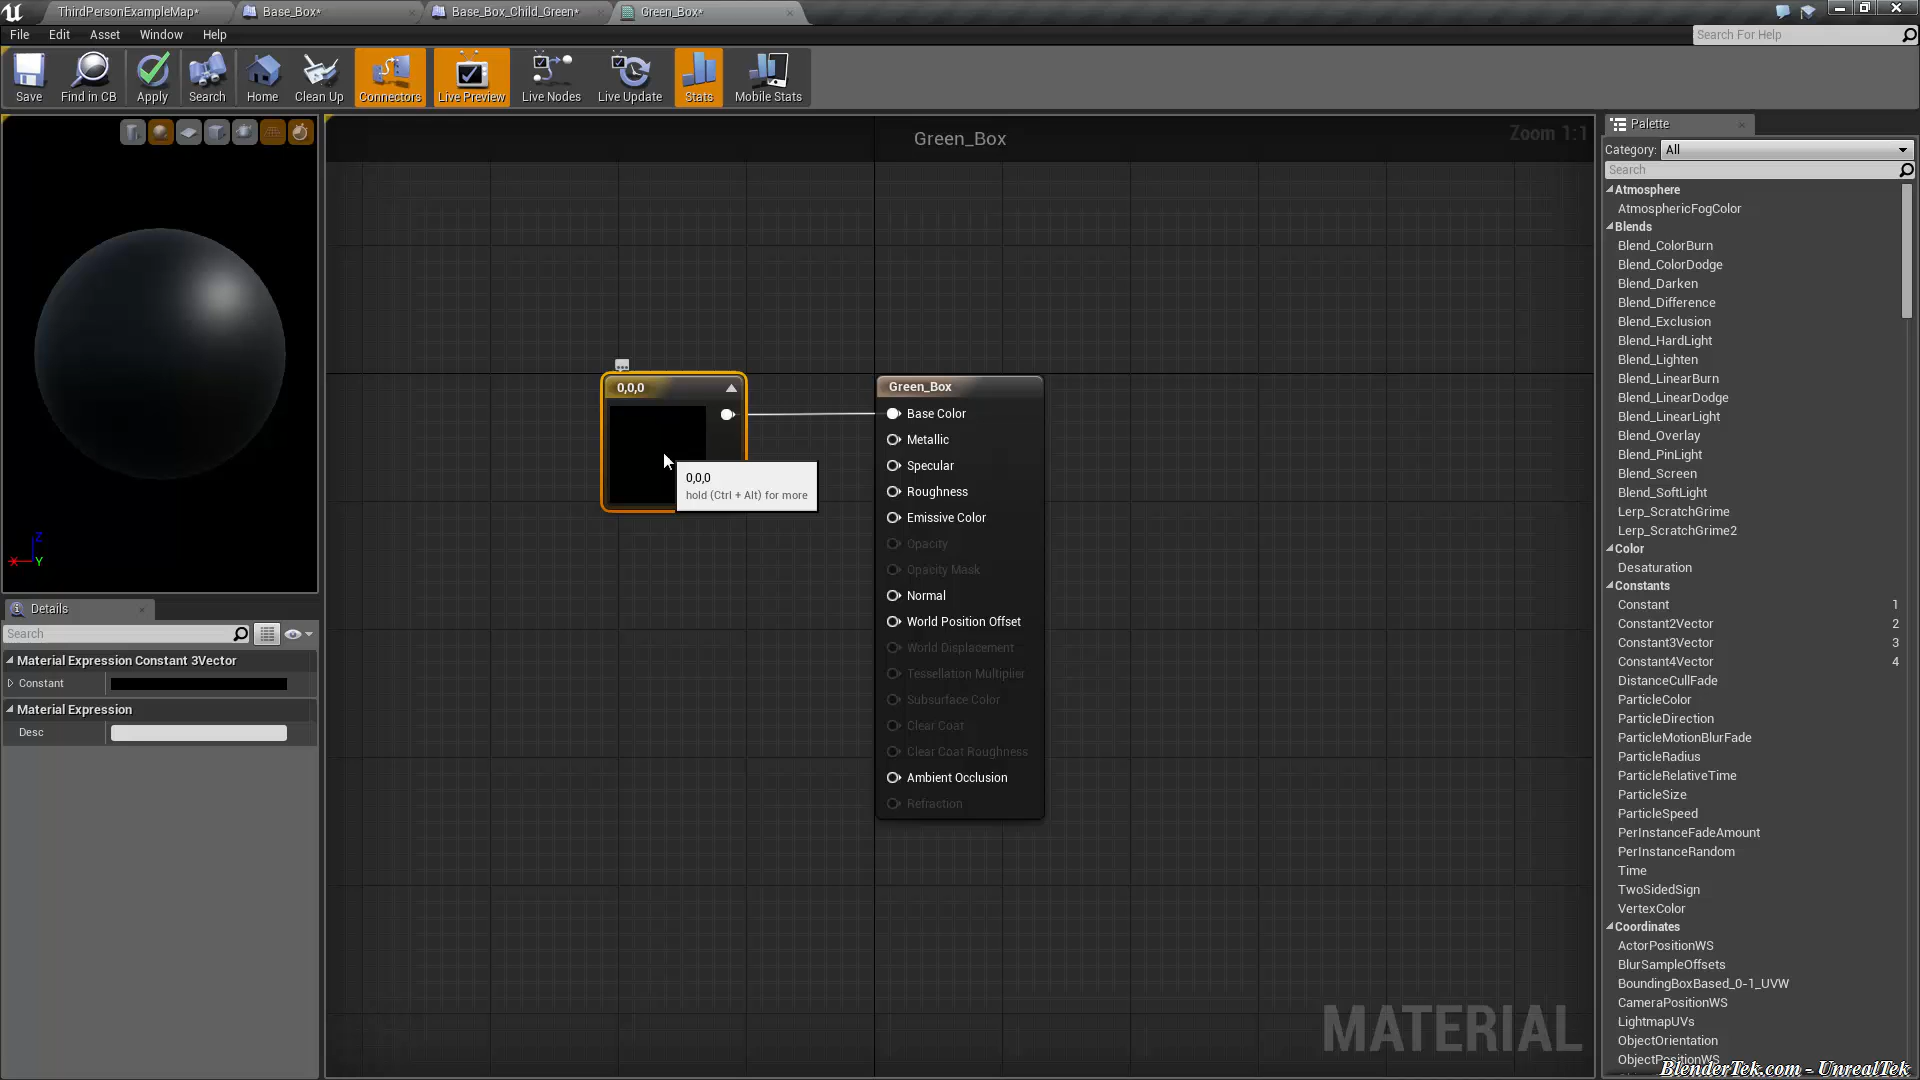 ThirdPersonExampleMap*
Base_Box*
Base_Box_Child_Green*
Green_Box*
File
Edit
Asset
Window
Help
Search For Help
Save
Find in CB
Apply
Search
Home
Clean Up
Connectors
Live Preview
Live Nodes
Live Update
Stats
Mobile Stats
Green_Box
Zoom 1:1
Z
X
Y
0,0,0
0,0,0
hold (Ctrl + Alt) for more
Green_Box
Base Color
Metallic
Specular
Roughness
Emissive Color
Opacity
Opacity Mask
Normal
World Position Offset
World Displacement
Tessellation Multiplier
Subsurface Color
Clear Coat
Clear Coat Roughness
Ambient Occlusion
Refraction
MATERIAL
Details
Search
Material Expression Constant 3Vector
Constant
Material Expression
Desc
Palette
Category:
All
Search
Atmosphere
AtmosphericFogColor
Blends
Blend_ColorBurn
Blend_ColorDodge
Blend_Darken
Blend_Difference
Blend_Exclusion
Blend_HardLight
Blend_Lighten
Blend_LinearBurn
Blend_LinearDodge
Blend_LinearLight
Blend_Overlay
Blend_PinLight
Blend_Screen
Blend_SoftLight
Lerp_ScratchGrime
Lerp_ScratchGrime2
Color
Desaturation
Constants
Constant 1
Constant2Vector 2
Constant3Vector 3
Constant4Vector 4
DistanceCullFade
ParticleColor
ParticleDirection
ParticleMotionBlurFade
ParticleRadius
ParticleRelativeTime
ParticleSize
ParticleSpeed
PerInstanceFadeAmount
PerInstanceRandom
Time
TwoSidedSign
VertexColor
Coordinates
ActorPositionWS
BlurSampleOffsets
BoundingBoxBased_0-1_UVW
CameraPositionWS
LightmapUVs
ObjectOrientation
ObjectPositionWS
BlenderTek.com - UnrealTek